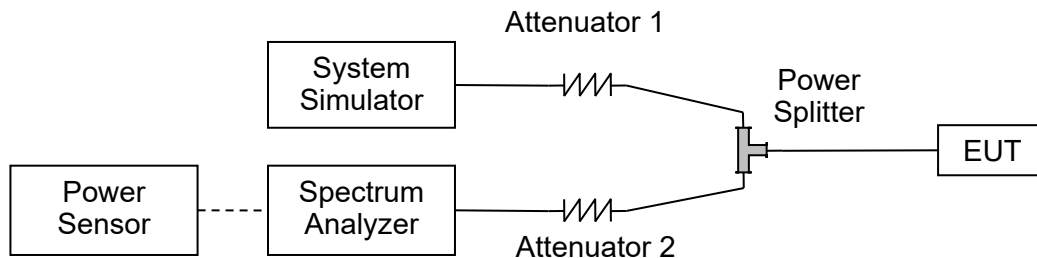 Attenuator 1
System
Simulator
Power
Splitter
EUT
Power
Sensor
Spectrum
Analyzer
Attenuator 2